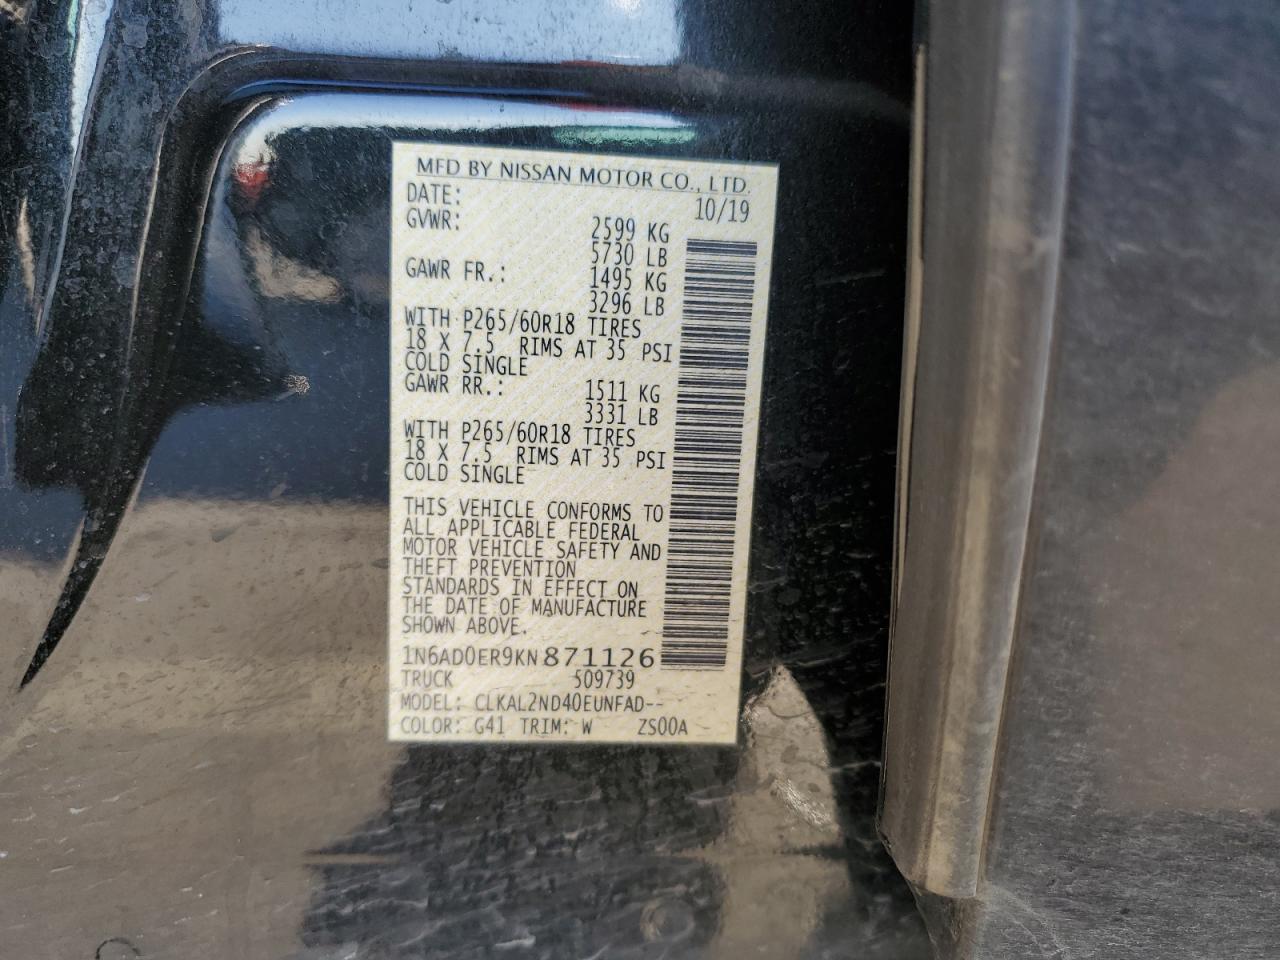 MFD BY NISSAN MOTOR CO., LTD.
DATE: 10/19
GVWR: 2599 KG
5730 LB
GAWR FR.: 1495 KG
3296 LB
WITH P265/60R18 TIRES
18 X 7.5 RIMS AT 35 PSI
COLD SINGLE
GAWR RR.: 1511 KG
3331 LB
WITH P265/60R18 TIRES
18 X 7.5 RIMS AT 35 PSI
COLD SINGLE
THIS VEHICLE CONFORMS TO
ALL APPLICABLE FEDERAL
MOTOR VEHICLE SAFETY AND
THEFT PREVENTION
STANDARDS IN EFFECT ON
THE DATE OF MANUFACTURE
SHOWN ABOVE.
1N6AD0ER9KN871126
TRUCK 509739
MODEL: CLKAL2ND40EUNFAD--
COLOR: G41 TRIM: W ZS00A